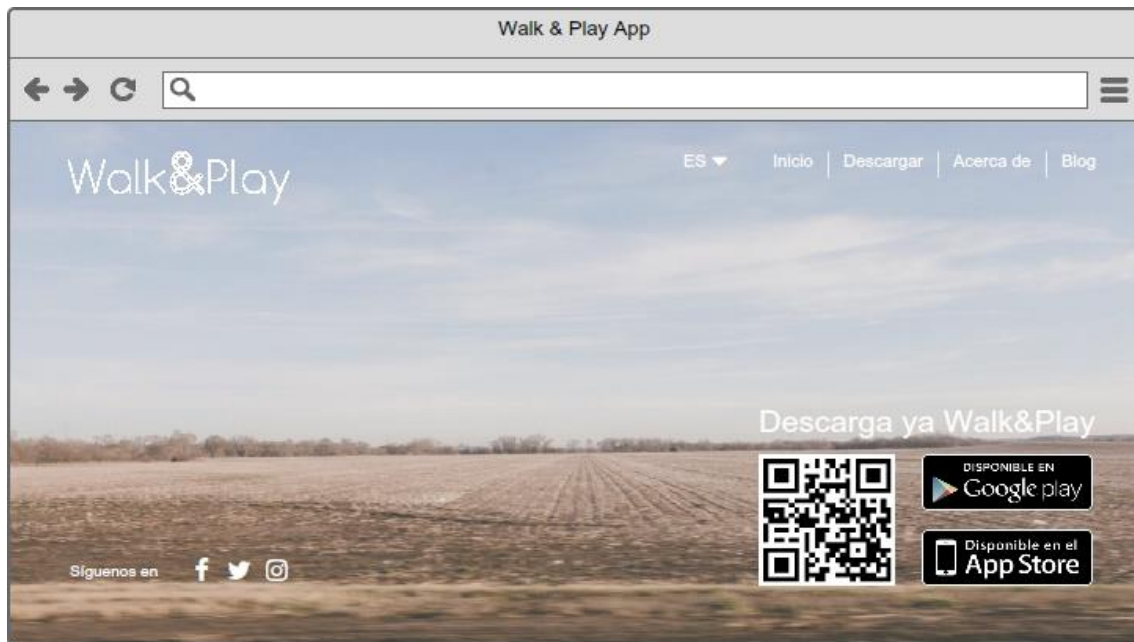 Walk & Play App
Walk&Play
ES Inicio Descargar Acerca de Blog
Descarga ya Walk&Play
DISPONIBLE EN
Google play
Disponible en el
App Store
Síguenos en